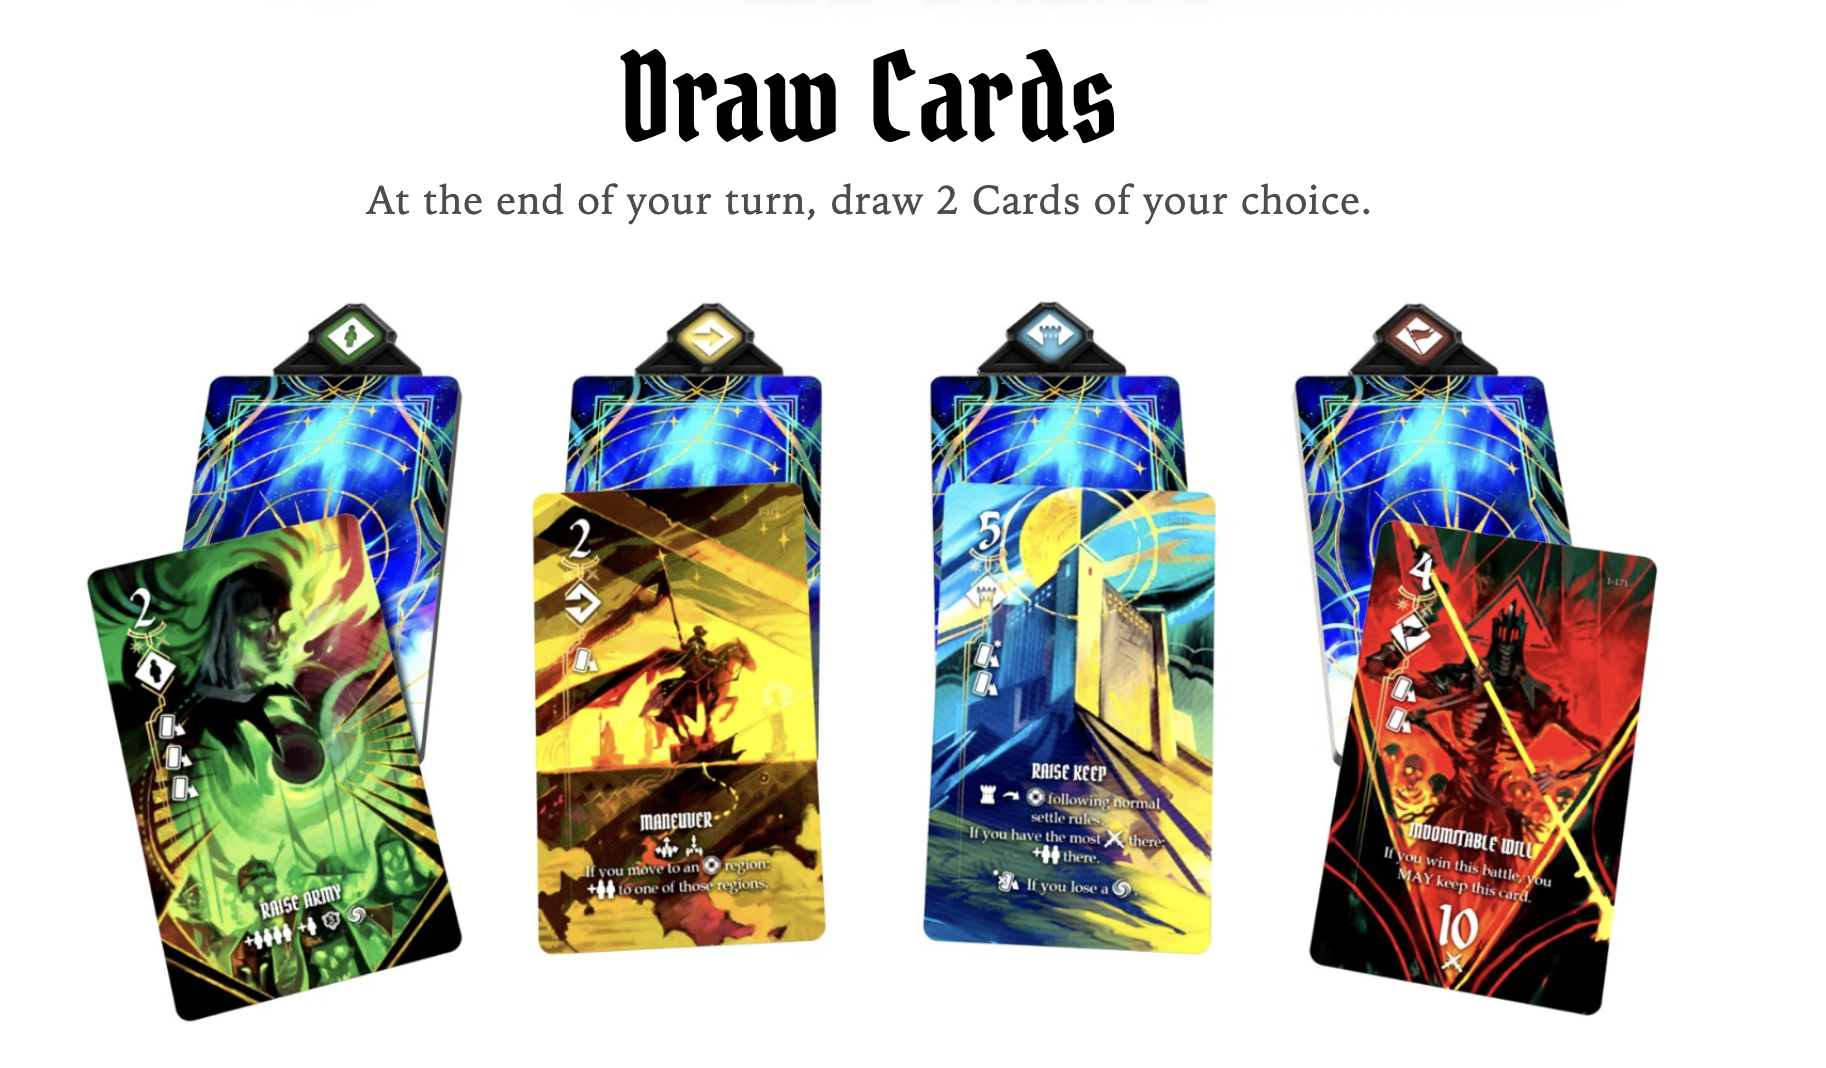 Draw Cards
At the end of your turn, draw 2 Cards of your choice.
2
RAISE ARMY
+ +
2
MANEUVER
If you move to an region:
+ to one of those regions.
5
RAISE KEEP
following normal
settle rules.
If you have the most there:
+ there.
If you lose a .
4
1-171
INDOMITABLE WILL
If you win this battle, you
MAY keep this card.
10